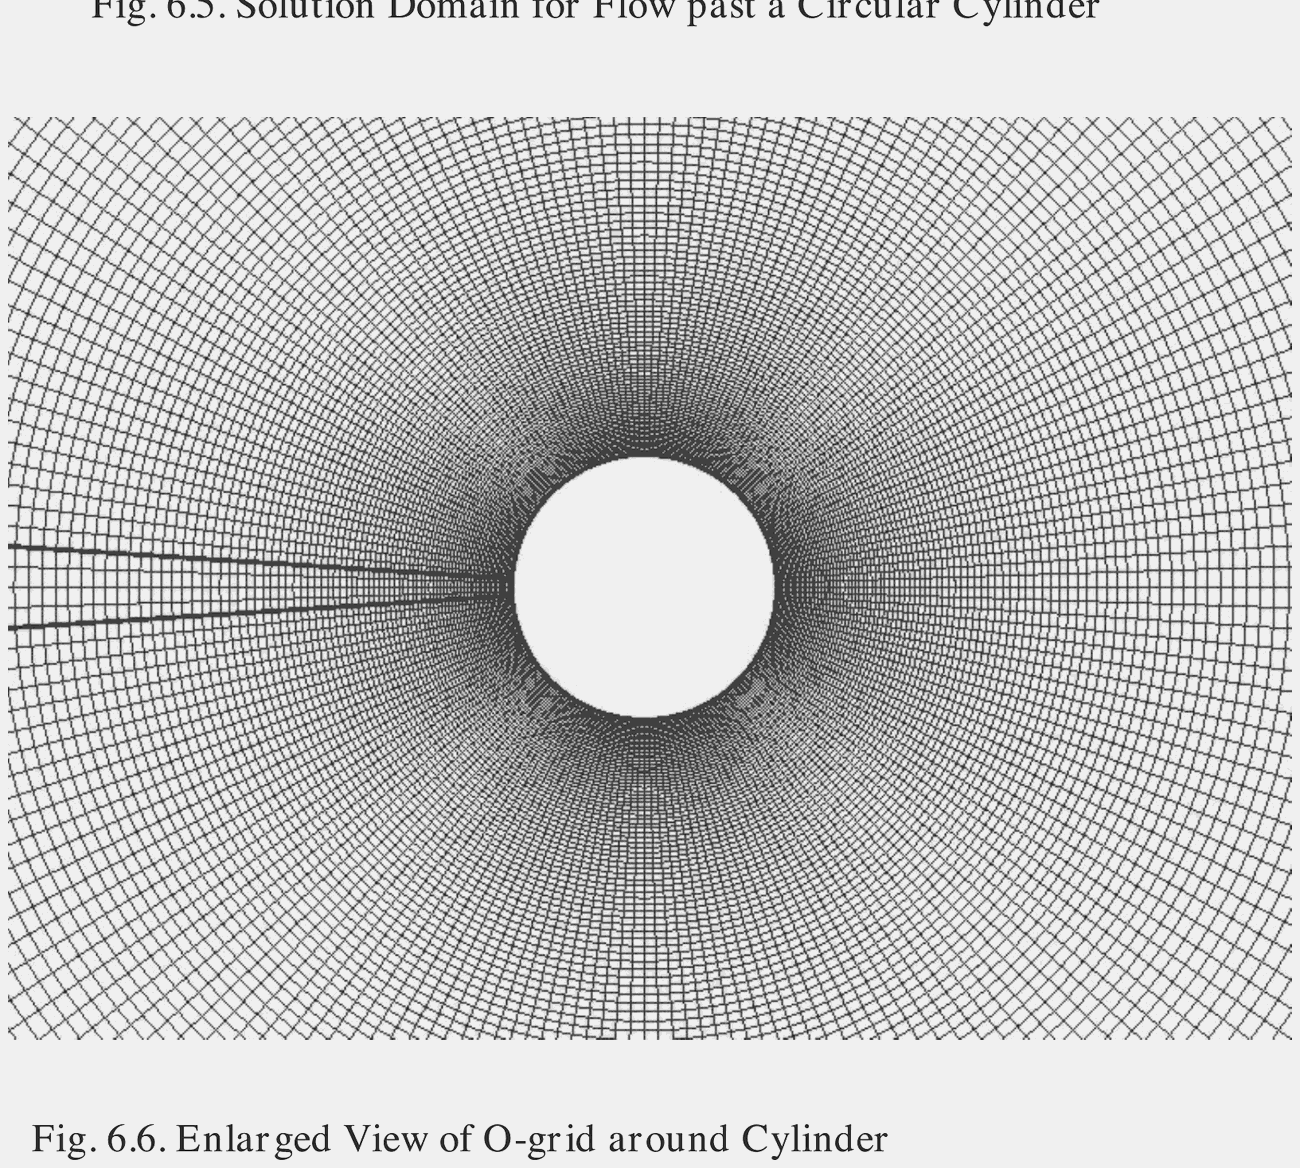 Fig. 6.5. Solution Domain for Flow past a Circular Cylinder
Fig. 6.6. Enlarged View of O-grid around Cylinder